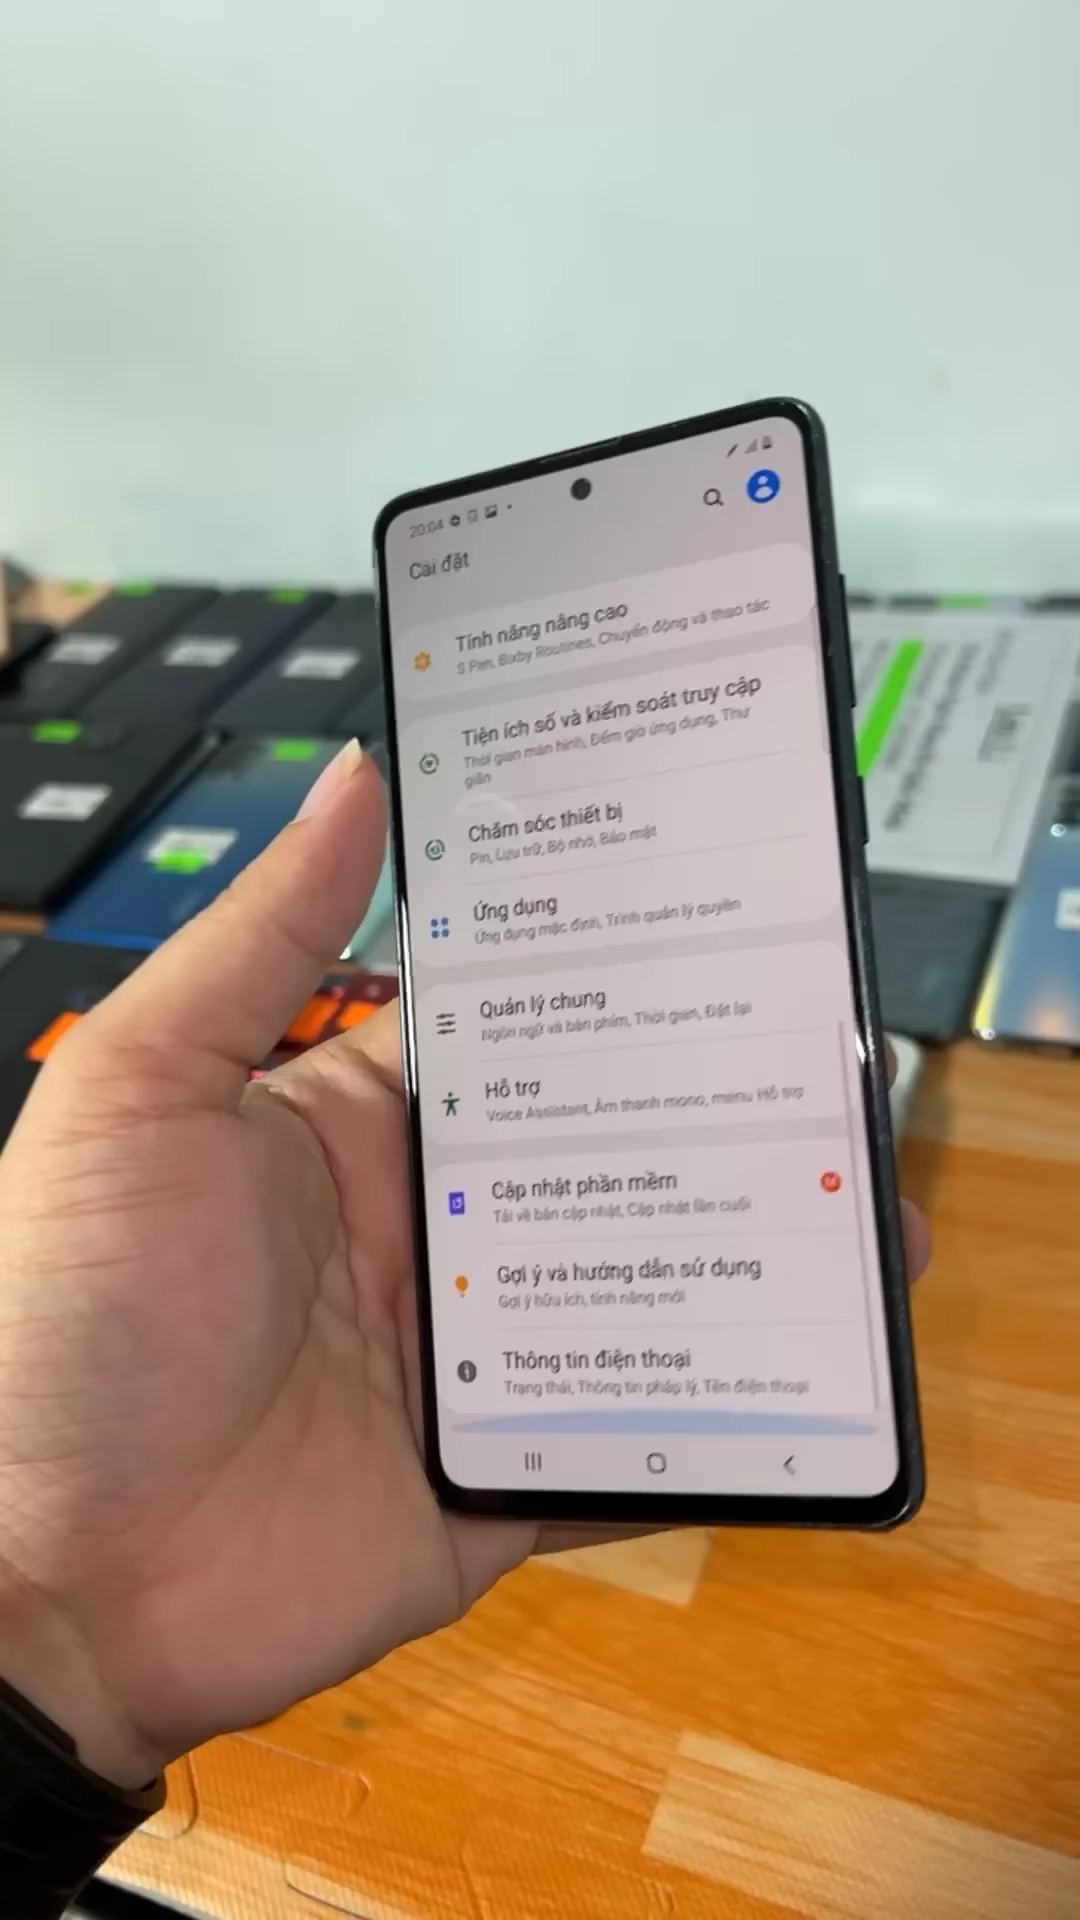 20:04
Cài đặt
Tính năng nâng cao
S Pen, Bixby Routines, Chuyển động và thao tác
Tiện ích số và kiểm soát truy cập
Thời gian màn hình, Đếm giờ ứng dụng, Thư
giãn
Chăm sóc thiết bị
Pin, Lưu trữ, Bộ nhớ, Bảo mật
Ứng dụng
Ứng dụng mặc định, Trình quản lý quyền
Quản lý chung
Ngôn ngữ và bàn phím, Thời gian, Đặt lại
Hỗ trợ
Voice Assistant, Âm thanh mono, menu Hỗ trợ
Cập nhật phần mềm
Tải về bản cập nhật, Cập nhật lần cuối
Gợi ý và hướng dẫn sử dụng
Gợi ý hữu ích, tính năng mới
Thông tin điện thoại
Trạng thái, Thông tin pháp lý, Tên điện thoại